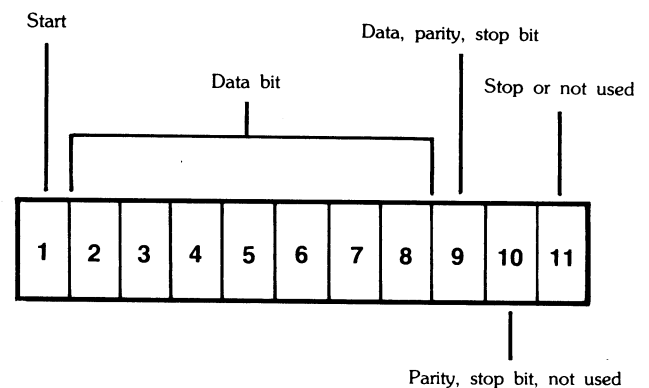 Start
Data, parity, stop bit
Data bit
Stop or not used
1 2 3 4 5 6 7 8 9 10 11
Parity, stop bit, not used